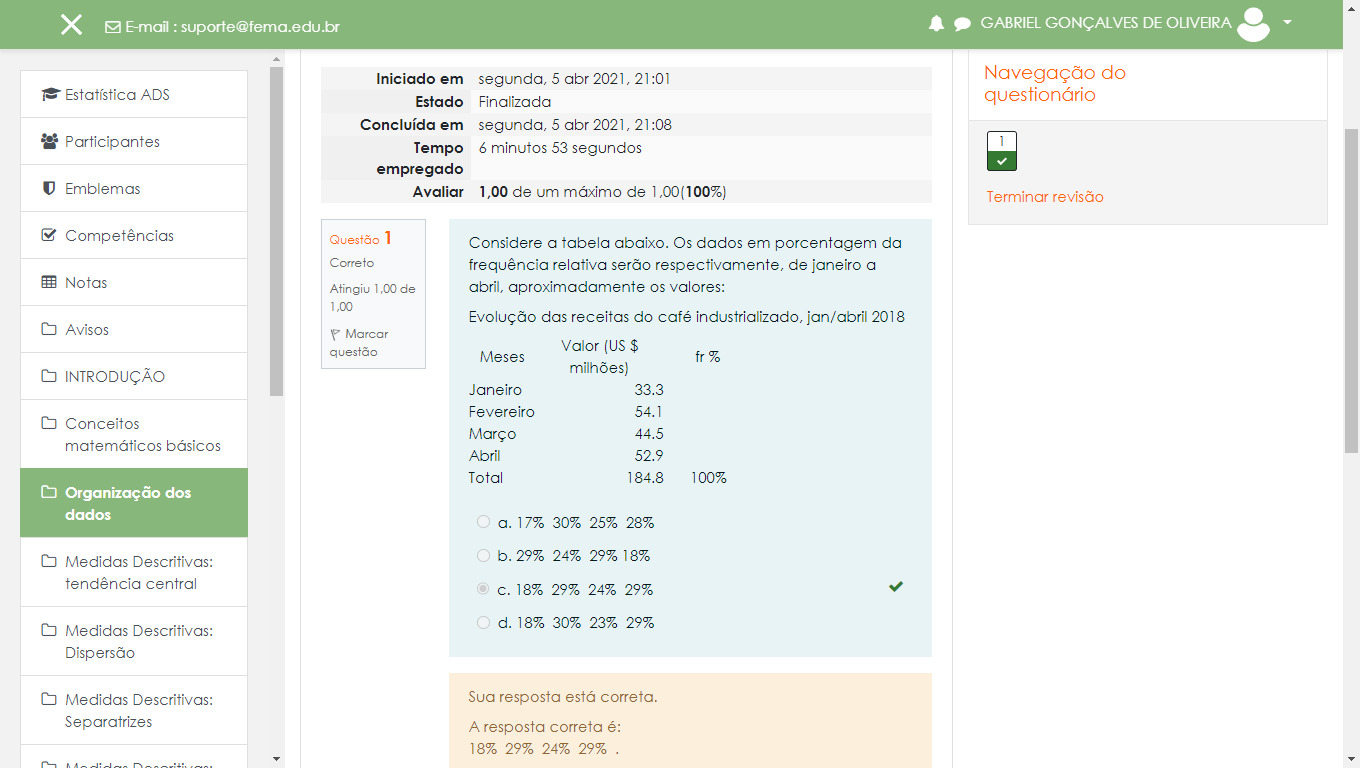 E-mail : suporte@fema.edu.br
GABRIEL GONÇALVES DE OLIVEIRA
Estatística ADS
Participantes
Emblemas
Competências
Notas
Avisos
INTRODUÇÃO
Conceitos
matemáticos básicos
Organização dos
dados
Medidas Descritivas:
tendência central
Medidas Descritivas:
Dispersão
Medidas Descritivas:
Separatrizes
Medidas Descritivas:
Iniciado em segunda, 5 abr 2021, 21:01
Estado Finalizada
Concluída em segunda, 5 abr 2021, 21:08
Tempo 6 minutos 53 segundos
empregado
Avaliar 1,00 de um máximo de 1,00(100%)
Questão 1
Correto
Atingiu 1,00 de
1,00
Marcar
questão
Considere a tabela abaixo. Os dados em porcentagem da
frequência relativa serão respectivamente, de janeiro a
abril, aproximadamente os valores:
Evolução das receitas do café industrializado, jan/abril 2018
Meses Valor (US $ fr %
milhões)
Janeiro 33.3
Fevereiro 54.1
Março 44.5
Abril 52.9
Total 184.8 100%
a. 17% 30% 25% 28%
b. 29% 24% 29% 18%
c. 18% 29% 24% 29%
d. 18% 30% 23% 29%
Sua resposta está correta.
A resposta correta é:
18% 29% 24% 29% .
Navegação do
questionário
1
Terminar revisão